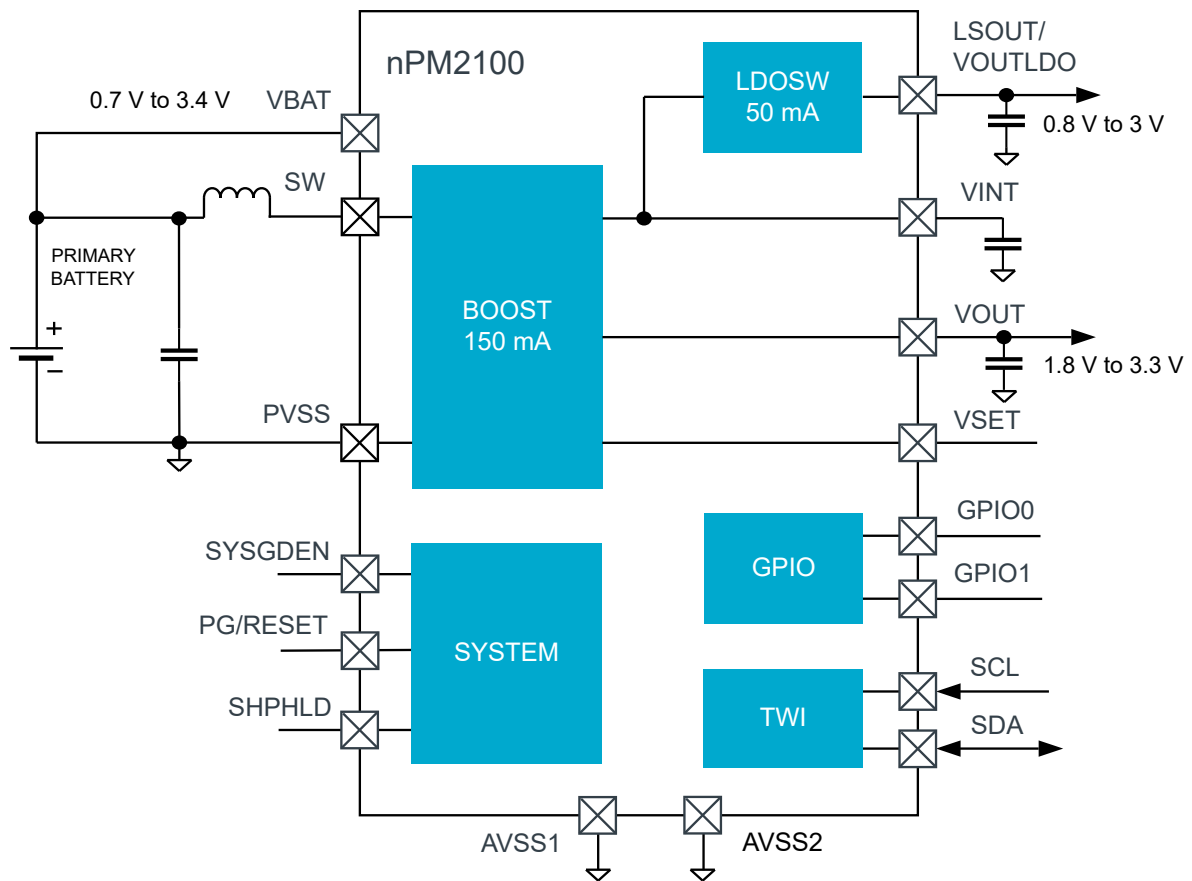 nPM2100
LSOUT/
VOUTLDO
LDOSW
50 mA
0.7 V to 3.4 V
VBAT
0.8 V to 3 V
SW
VINT
PRIMARY
BATTERY
BOOST
150 mA
VOUT
+
−
1.8 V to 3.3 V
PVSS
VSET
GPIO0
SYSGDEN
GPIO
GPIO1
PG/RESET
SYSTEM
SCL
SHPHLD
TWI
SDA
AVSS1
AVSS2